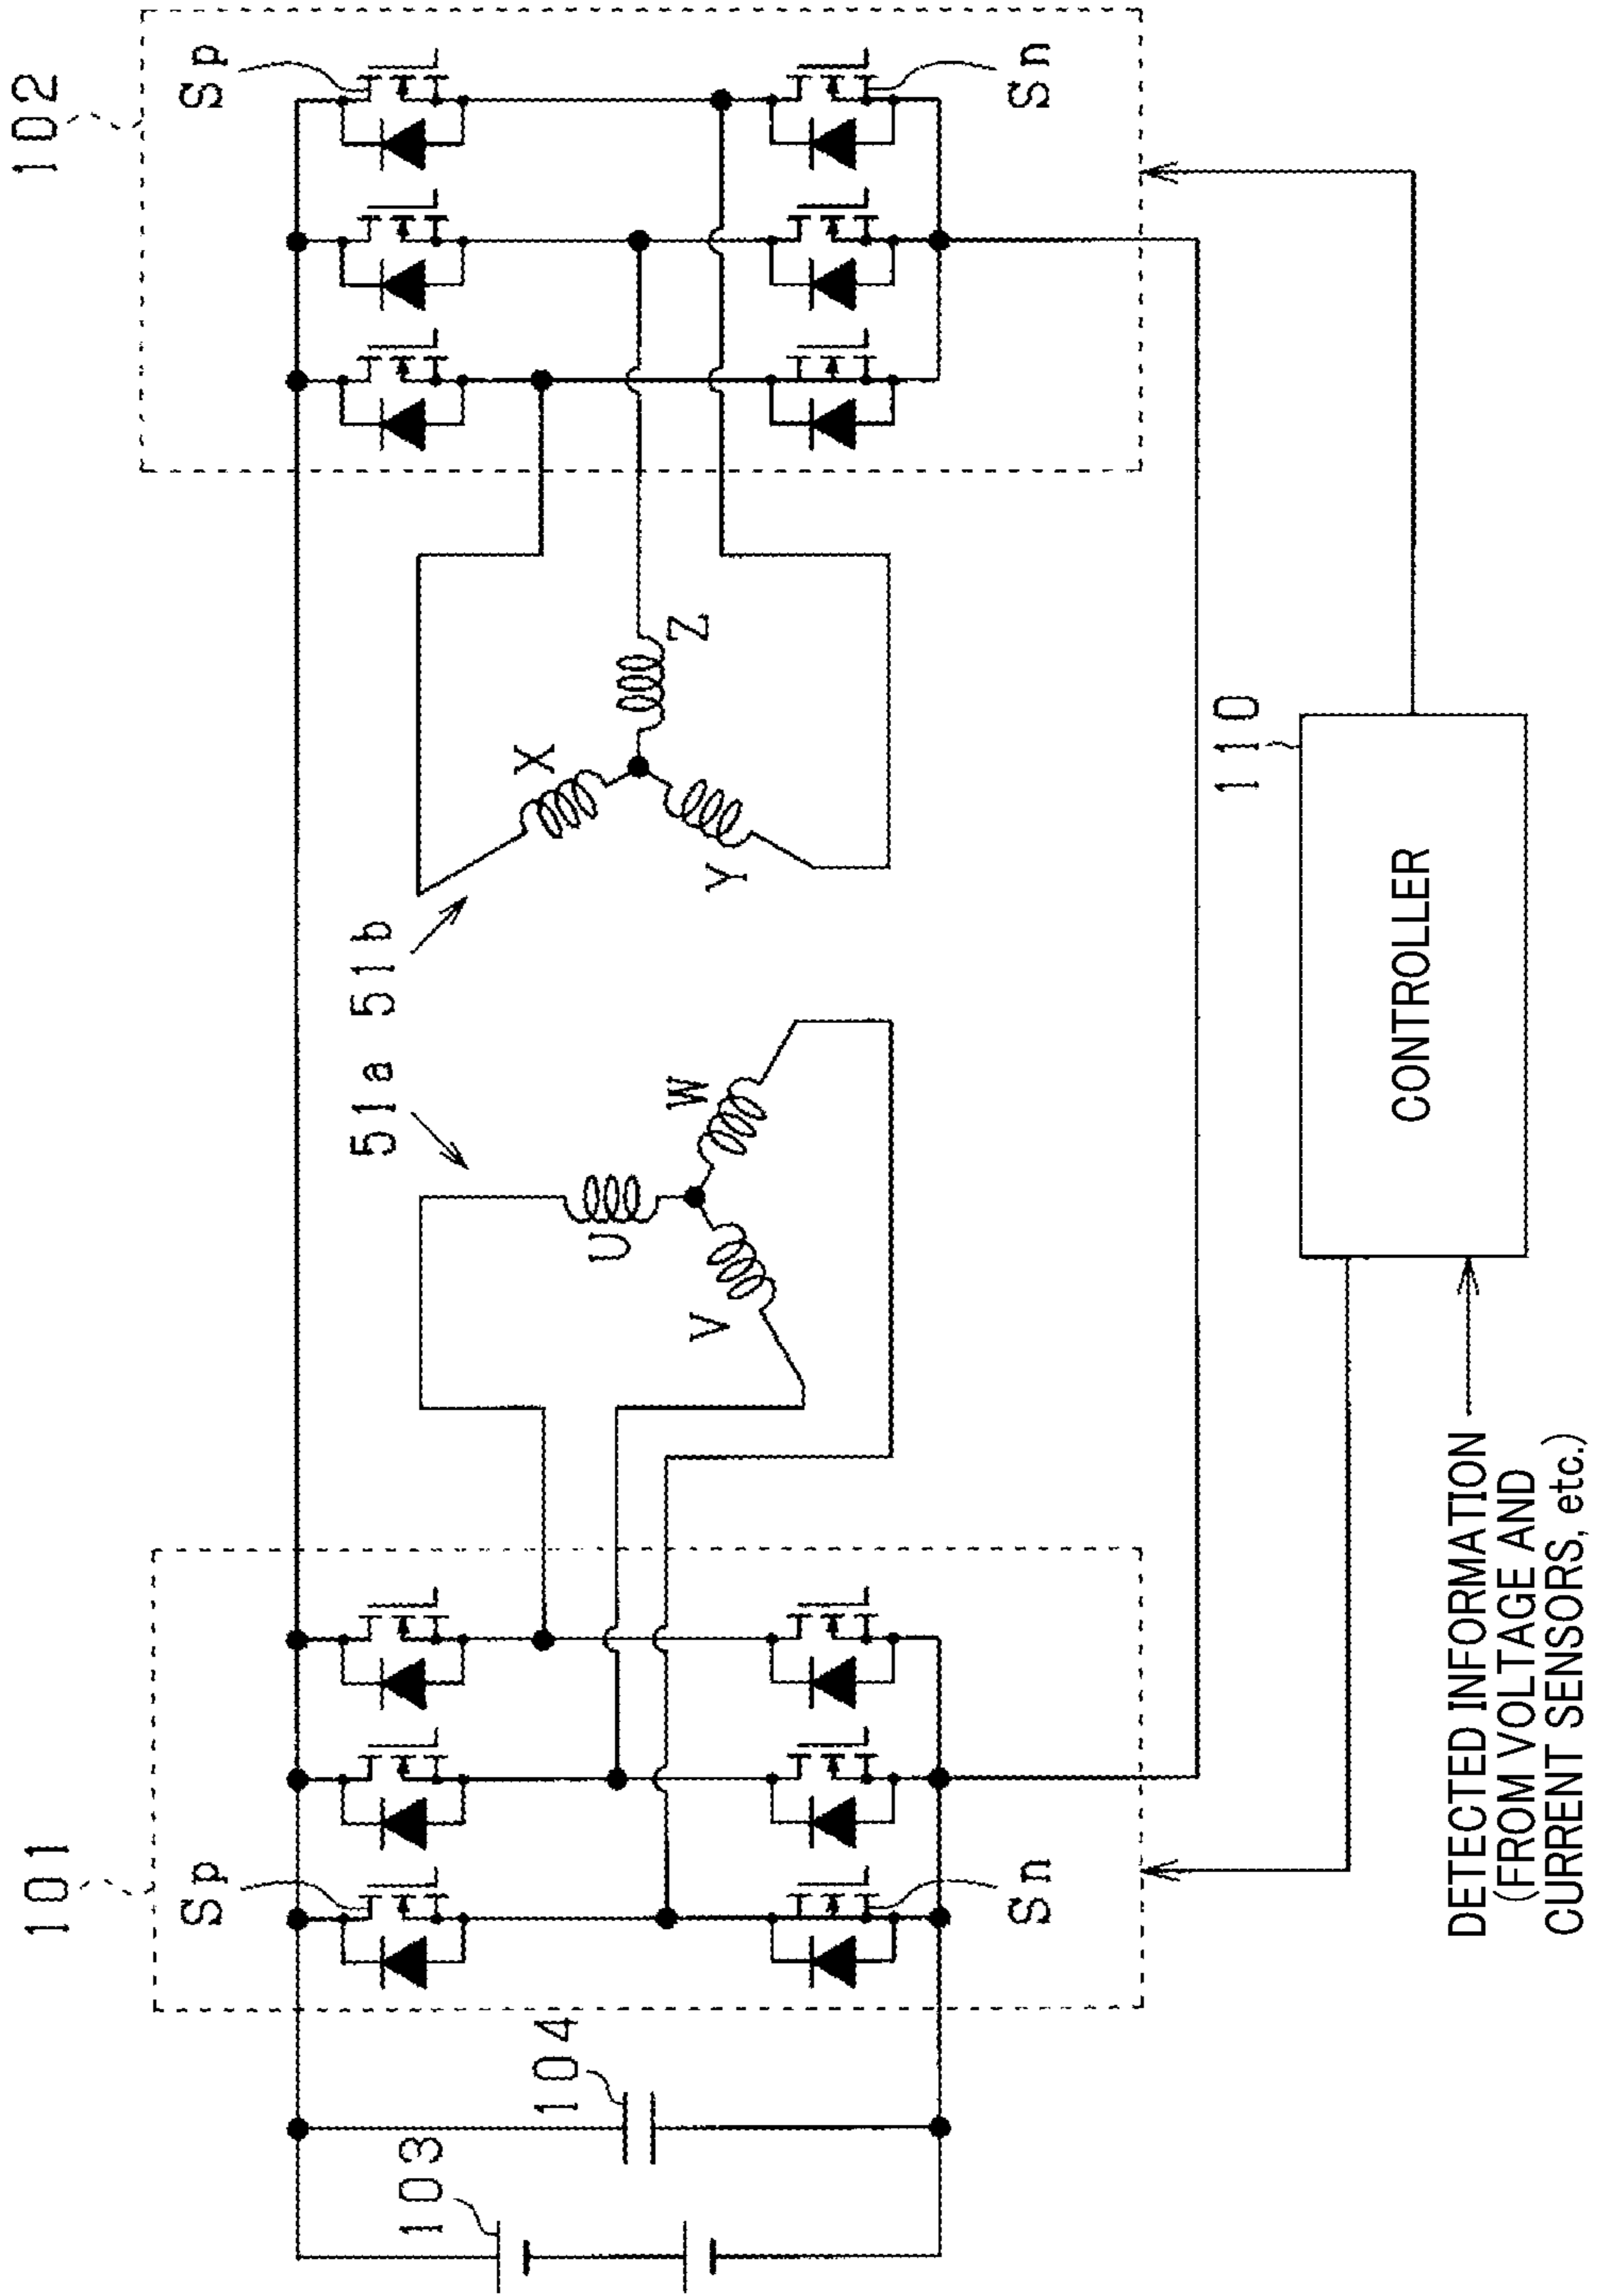 101
102
Sp
Sp
51a
51b
103
104
U
X
V
W
Y
Z
Sn
Sn
110
CONTROLLER
DETECTED INFORMATION
(FROM VOLTAGE AND
CURRENT SENSORS, etc.)